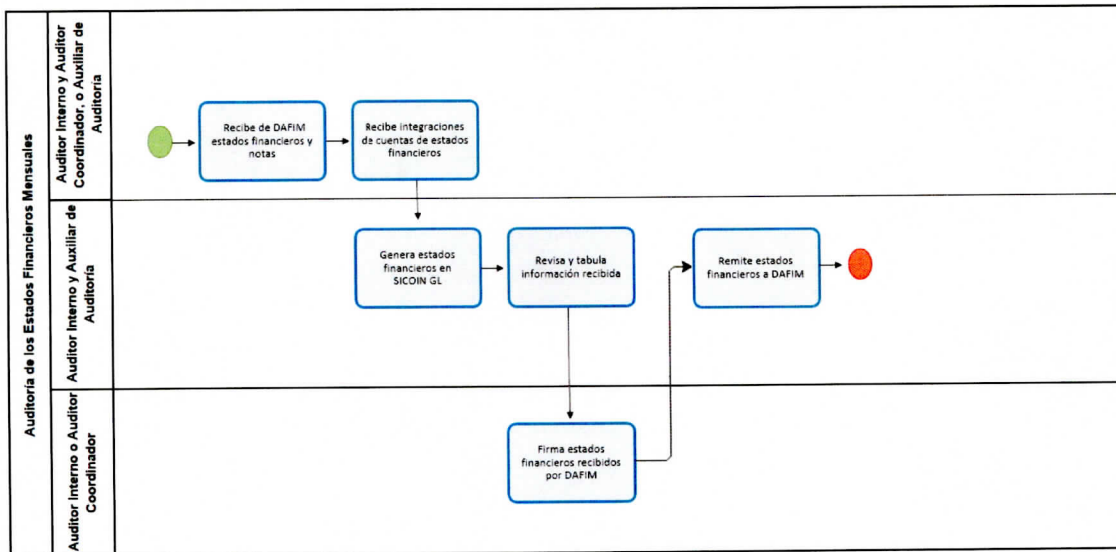 Auditoría de los Estados Financieros Mensuales
Auditor Interno y Auditor
Coordinador, o Auxiliar de
Auditoría
Recibe de DAFIM
estados financieros y
notas
Recibe integraciones
de cuentas de estados
financieros
Auditor Interno y Auxiliar de
Auditoría
Genera estados
financieros en
SICOIN GL
Revisa y tabula
información recibida
Remite estados
financieros a DAFIM
Auditor Interno o Auditor
Coordinador
Firma estados
financieros recibidos
por DAFIM